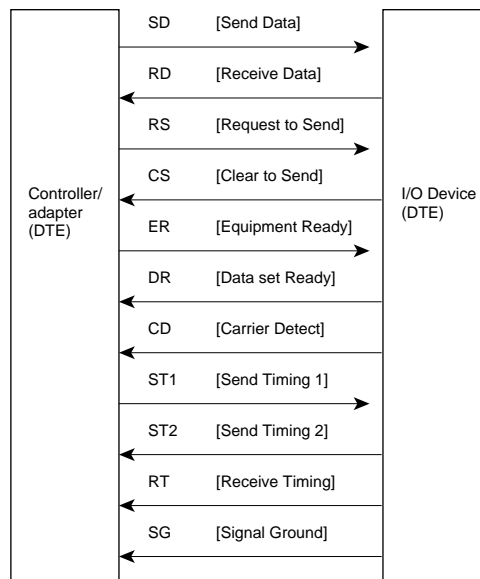 SD [Send Data]
RD [Receive Data]
RS [Request to Send]
CS [Clear to Send]
Controller/
adapter
(DTE)
I/O Device
(DTE)
ER [Equipment Ready]
DR [Data set Ready]
CD [Carrier Detect]
ST1 [Send Timing 1]
ST2 [Send Timing 2]
RT [Receive Timing]
SG [Signal Ground]